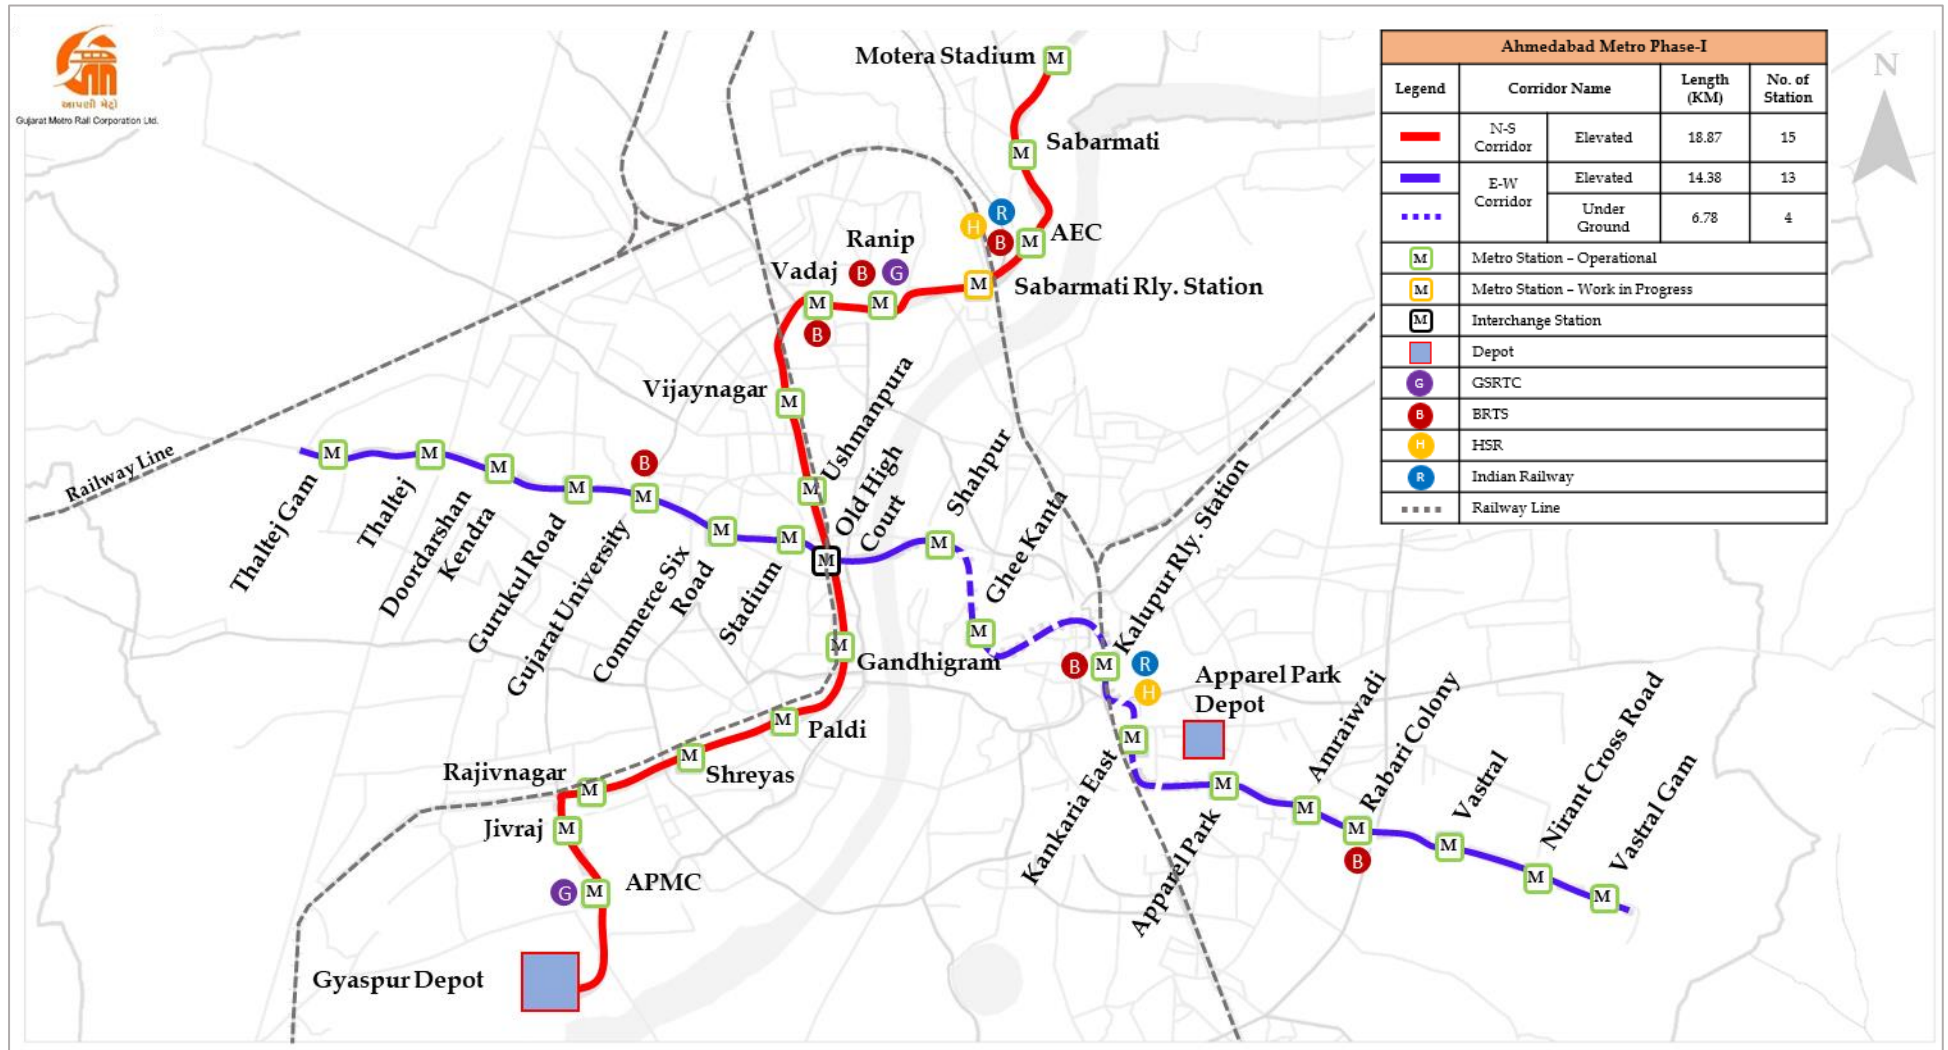 આપણી મેટ્રો
Gujarat Metro Rail Corporation Ltd.
Ahmedabad Metro Phase-I
Legend
Corridor Name
Length
(KM)
No. of
Station
N-S
Corridor
Elevated
18.87
15
E-W
Corridor
Elevated
14.38
13
Under
Ground
6.78
4
M
Metro Station – Operational
M
Metro Station – Work in Progress
M
Interchange Station
Depot
G
GSRTC
B
BRTS
H
HSR
R
Indian Railway
Railway Line
N
Motera Stadium
M
M
Sabarmati
R
H
B
M
AEC
Ranip
Vadaj
B
G
M
M
M
Sabarmati Rly. Station
B
Vijaynagar
M
M
Ushmanpura
Railway Line
M
Thaltej Gam
M
Thaltej
M
Doordarshan
Kendra
M
Gurukul Road
B
M
Gujarat University
M
Commerce Six
Road
M
Stadium
M
Old High
Court
M
Shahpur
M
Ghee Kanta
B
M
R
H
Kalupur Rly. Station
M
Kankaria East
Apparel Park
Depot
M
Apparel Park
M
Amraiwadi
M
B
Rabari Colony
M
Vastral
M
Nirant Cross Road
M
Vastral Gam
M
Gandhigram
M
Paldi
M
Shreyas
Rajivnagar
M
Jivraj
M
G
M
APMC
Gyaspur Depot